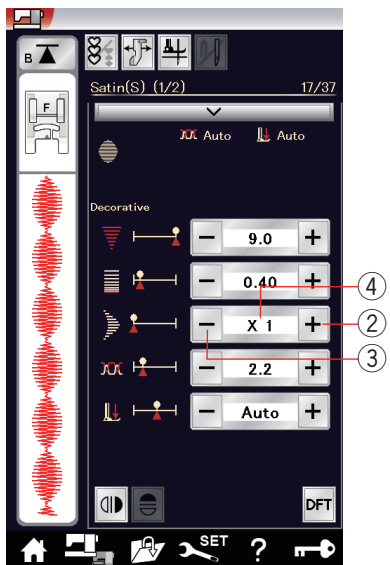 B
F
Satin(S) (1/2) 17/37
Auto Auto
Decorative
− 9.0 +
− 0.40 +
− X 1 +
− 2.2 +
− Auto +
④
②
③
DFT
SET
?